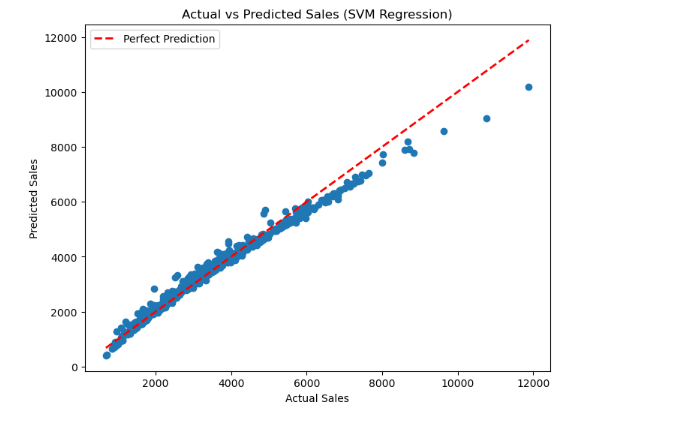 Actual vs Predicted Sales (SVM Regression)
Perfect Prediction
Predicted Sales
12000
10000
8000
6000
4000
2000
0
2000 4000 6000 8000 10000 12000
Actual Sales